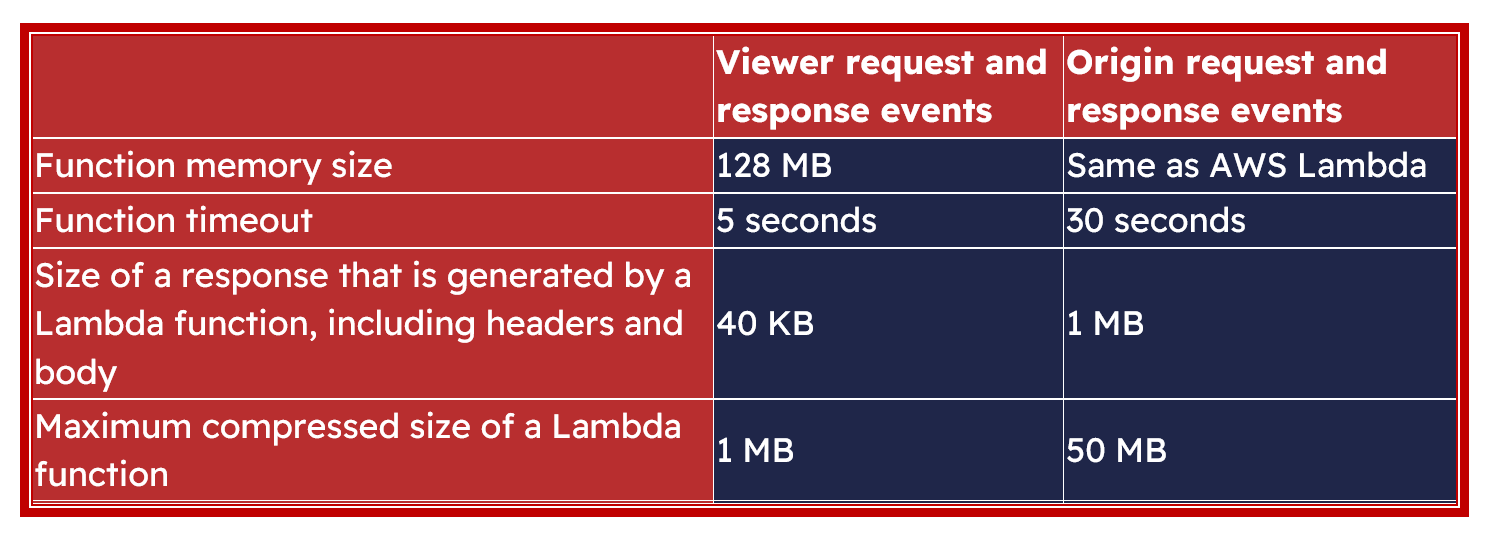 Viewer request and
response events
Origin request and
response events
Function memory size
128 MB
Same as AWS Lambda
Function timeout
5 seconds
30 seconds
Size of a response that is generated by a
Lambda function, including headers and
body
40 KB
1 MB
Maximum compressed size of a Lambda
function
1 MB
50 MB